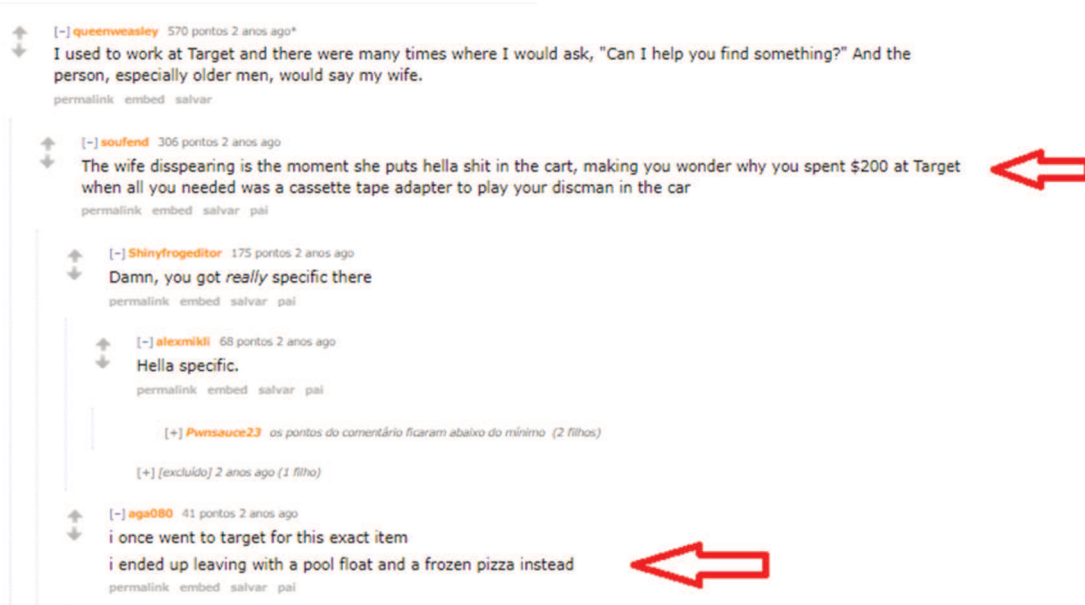 [-] queenweasley 570 pontos 2 anos ago*
I used to work at Target and there were many times where I would ask, "Can I help you find something?" And the
person, especially older men, would say my wife.
permalink embed salvar
[-] soufend 306 pontos 2 anos ago
The wife disspearing is the moment she puts hella shit in the cart, making you wonder why you spent $200 at Target
when all you needed was a cassette tape adapter to play your discman in the car
permalink embed salvar pai
[-] Shinyfrogeditor 175 pontos 2 anos ago
Damn, you got really specific there
permalink embed salvar pai
[-] alexmikli 68 pontos 2 anos ago
Hella specific.
permalink embed salvar pai
[+] Pwnsauce23 os pontos do comentário ficaram abaixo do mínimo (2 filhos)
[+] [excluído] 2 anos ago (1 filho)
[-] aga080 41 pontos 2 anos ago
i once went to target for this exact item
i ended up leaving with a pool float and a frozen pizza instead
permalink embed salvar pai